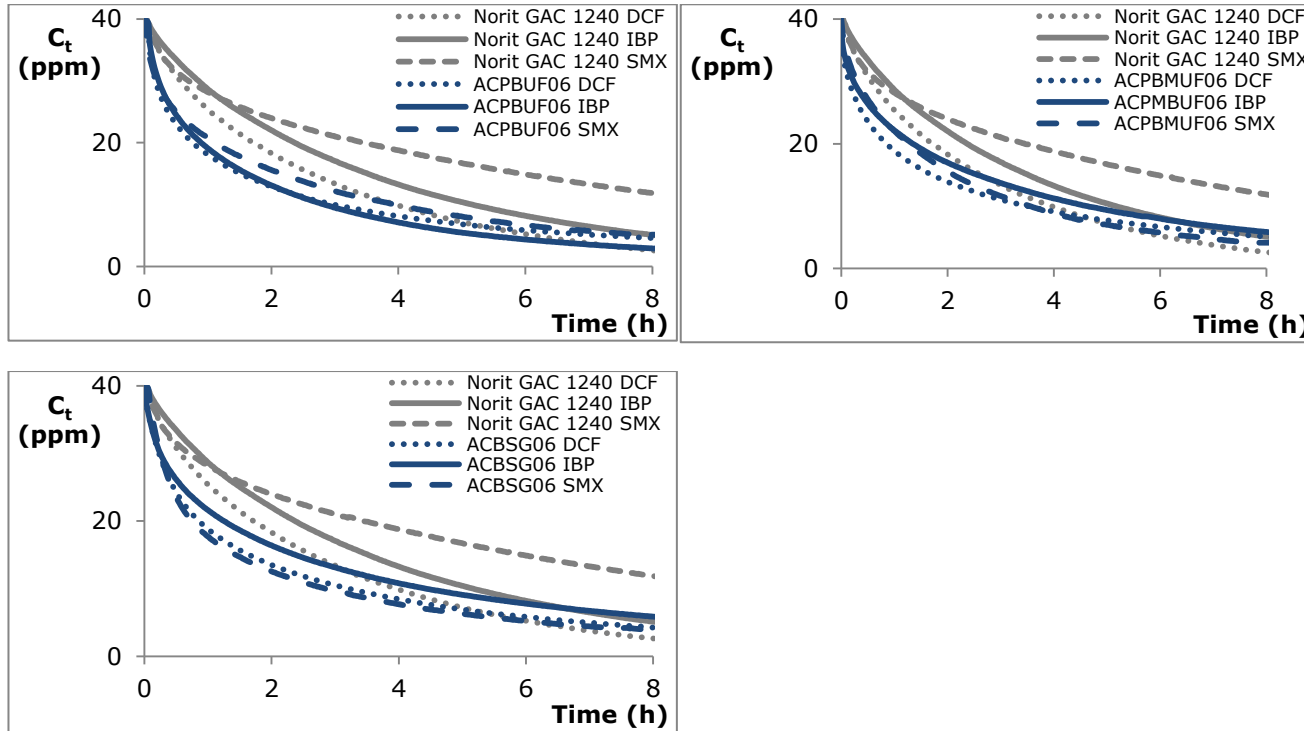 40
C_t
(ppm)
20
0
0 2 4 6 8
Time (h)
Norit GAC 1240 DCF
Norit GAC 1240 IBP
Norit GAC 1240 SMX
ACPBUF06 DCF
ACPBUF06 IBP
ACPBUF06 SMX
40
C_t
(ppm)
20
0
0 2 4 6 8
Time (h)
Norit GAC 1240 DCF
Norit GAC 1240 IBP
Norit GAC 1240 SMX
ACPBMUF06 DCF
ACPMBUF06 IBP
ACPBMUF06 SMX
40
C_t
(ppm)
20
0
0 2 4 6 8
Time (h)
Norit GAC 1240 DCF
Norit GAC 1240 IBP
Norit GAC 1240 SMX
ACBSG06 DCF
ACBSG06 IBP
ACBSG06 SMX